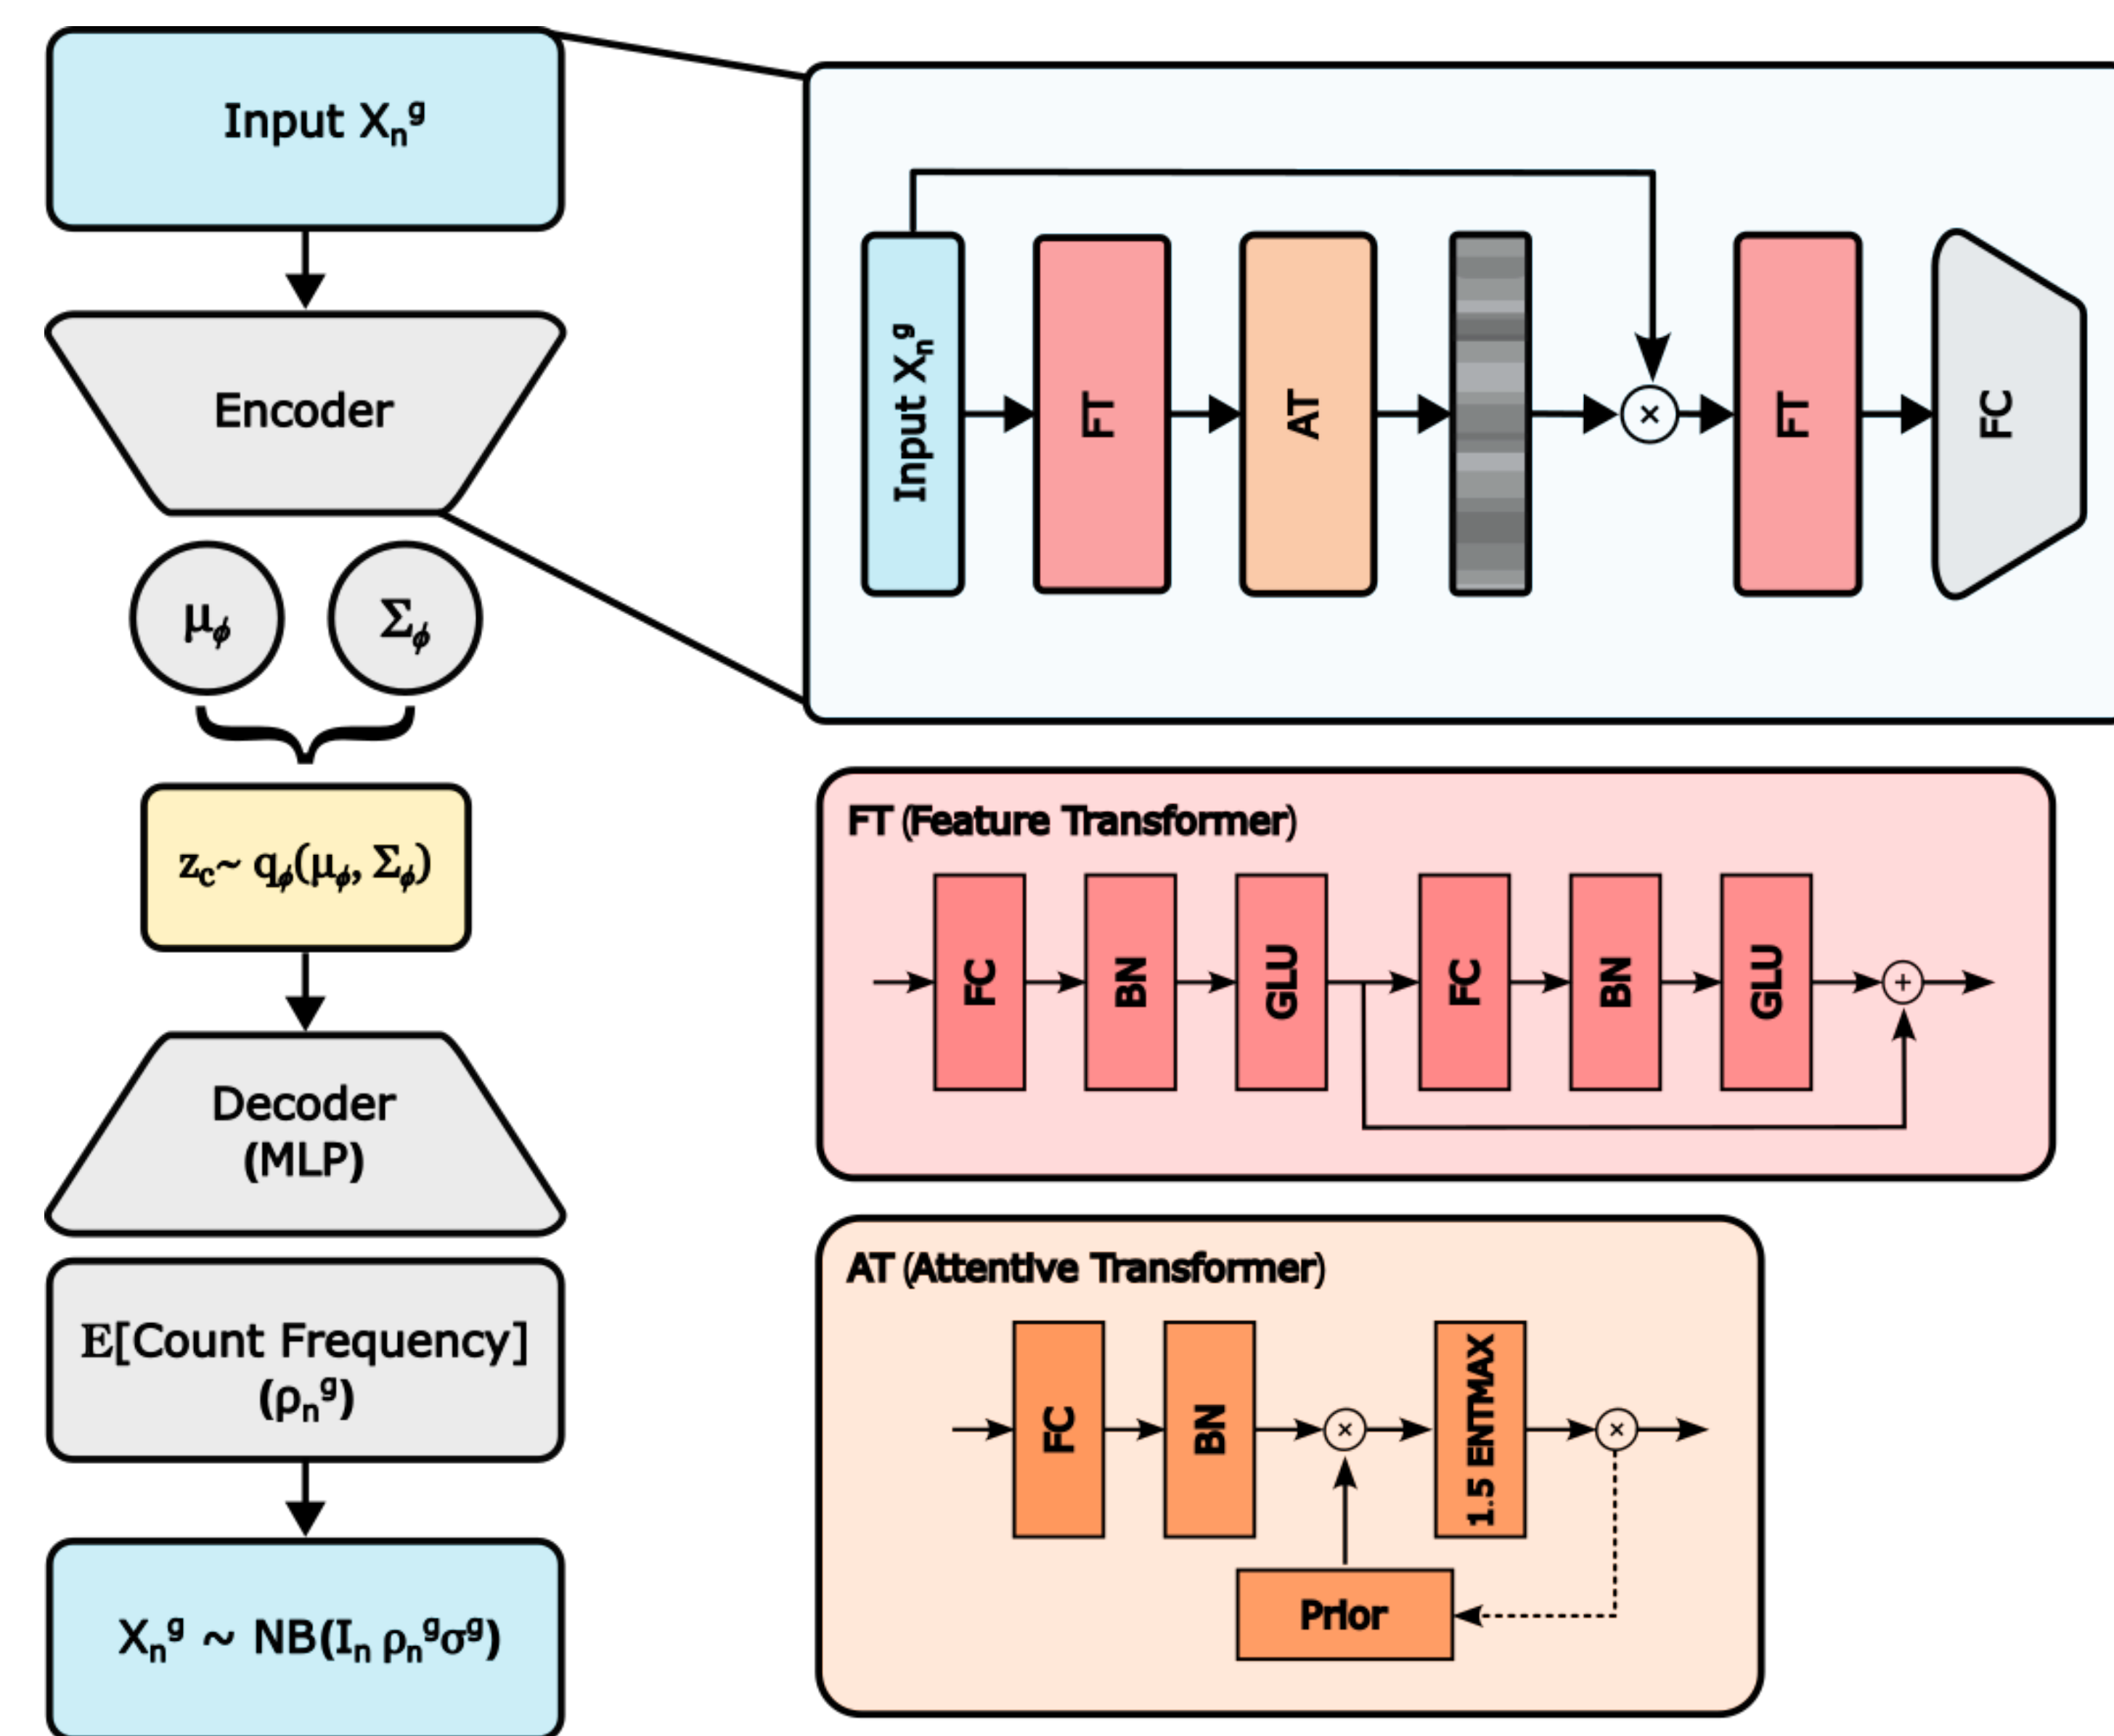 Input Xₙᵍ
Encoder
μ_ϕ
Σ_ϕ
z_c~ q_ϕ(μ_ϕ, Σ_ϕ)
Decoder
(MLP)
E[Count Frequency]
(ρₙᵍ)
Xₙᵍ ~ NB(Iₙ ρₙᵍσᵍ)
Input Xₙᵍ
FT
AT
×
FT
FC
FT (Feature Transformer)
FC
BN
GLU
FC
BN
GLU
+
AT (Attentive Transformer)
FC
BN
×
1.5 ENTMAX
×
Prior